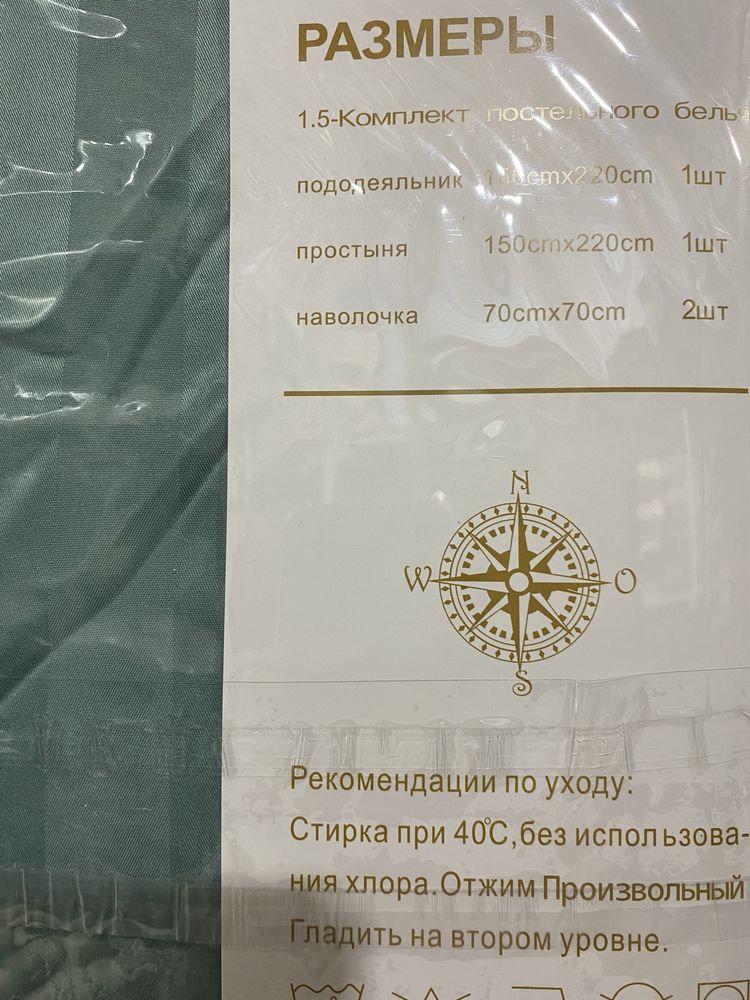 РАЗМЕРЫ
1.5-Комплект постельного белья
пододеяльник 220cm 1шт
простыня 150cmx220cm 1шт
наволочка 70cmx70cm 2шт
N
W O
S
Рекомендации по уходу:
Стирка при 40°C,без использова-
ния хлора.Отжим Произвольный
Гладить на втором уровне.